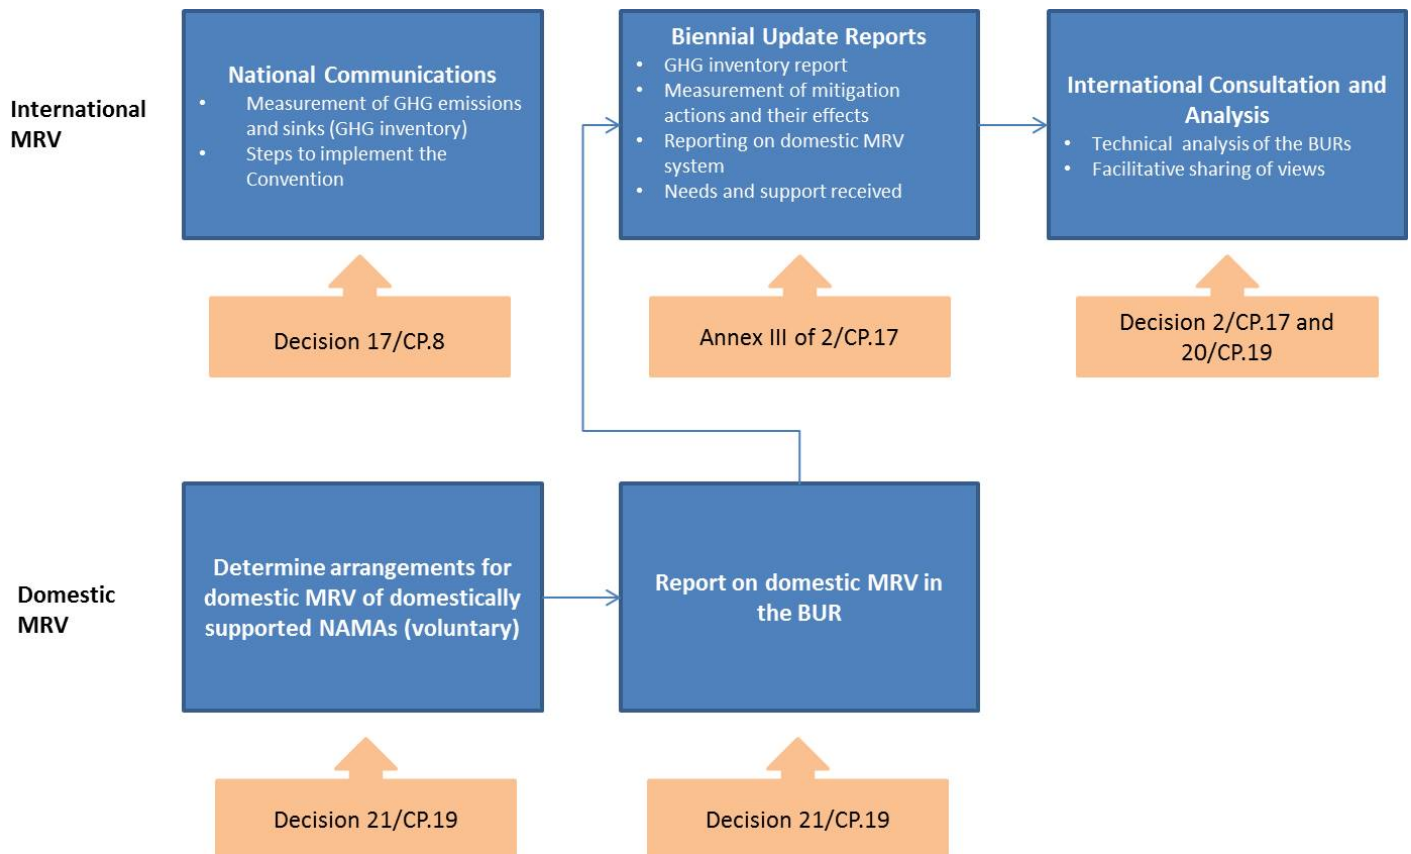 International
MRV
National Communications
• Measurement of GHG emissions
and sinks (GHG inventory)
• Steps to implement the
Convention
Biennial Update Reports
• GHG inventory report
• Measurement of mitigation
actions and their effects
• Reporting on domestic MRV
system
• Needs and support received
International Consultation and
Analysis
• Technical analysis of the BURs
• Facilitative sharing of views
Decision 17/CP.8
Annex III of 2/CP.17
Decision 2/CP.17 and
20/CP.19
Domestic
MRV
Determine arrangements for
domestic MRV of domestically
supported NAMAs (voluntary)
Report on domestic MRV in
the BUR
Decision 21/CP.19
Decision 21/CP.19